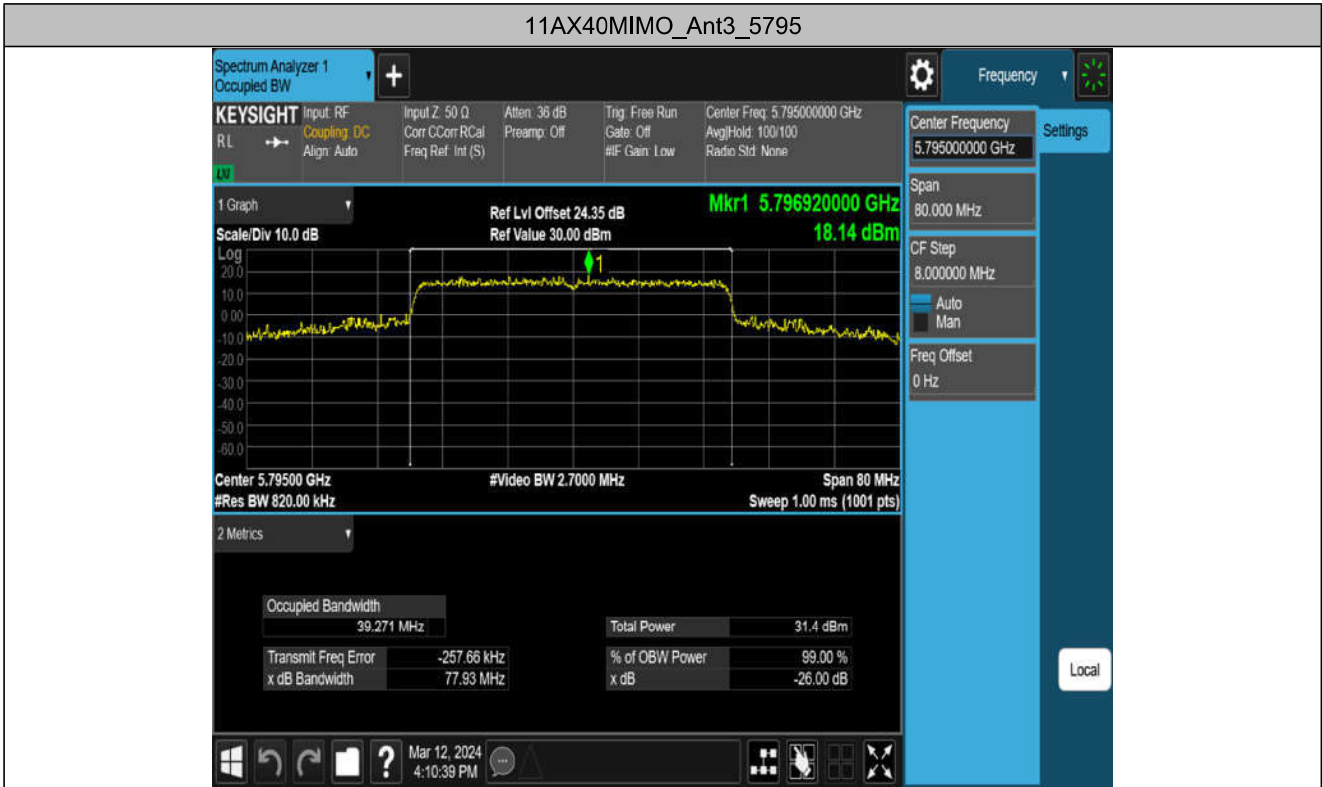 11AX40MIMO_Ant3_5795
Spectrum Analyzer 1
Occupied BW
Frequency
KEYSIGHT
RL
LXI
Input: RF
Coupling: DC
Align: Auto
Input Z: 50 Ω
Corr CCorr RCal
Freq Ref: Int (S)
Atten: 36 dB
Preamp: Off
Trig: Free Run
Gate: Off
#IF Gain: Low
Center Freq: 5.795000000 GHz
Avg|Hold: 100/100
Radio Std: None
Center Frequency
5.795000000 GHz
Settings
Span
80.000 MHz
CF Step
8.000000 MHz
Auto
Man
Freq Offset
0 Hz
Local
1 Graph
Scale/Div 10.0 dB
Ref Lvl Offset 24.35 dB
Ref Value 30.00 dBm
Mkr1 5.796920000 GHz
18.14 dBm
Log
1
20.0
10.0
0.00
-10.0
-20.0
-30.0
-40.0
-50.0
-60.0
Center 5.79500 GHz
#Video BW 2.7000 MHz
Span 80 MHz
#Res BW 820.00 kHz
Sweep 1.00 ms (1001 pts)
2 Metrics
Occupied Bandwidth
39.271 MHz
Total Power 31.4 dBm
Transmit Freq Error -257.66 kHz
% of OBW Power 99.00 %
x dB Bandwidth 77.93 MHz
x dB -26.00 dB
?
Mar 12, 2024
4:10:39 PM